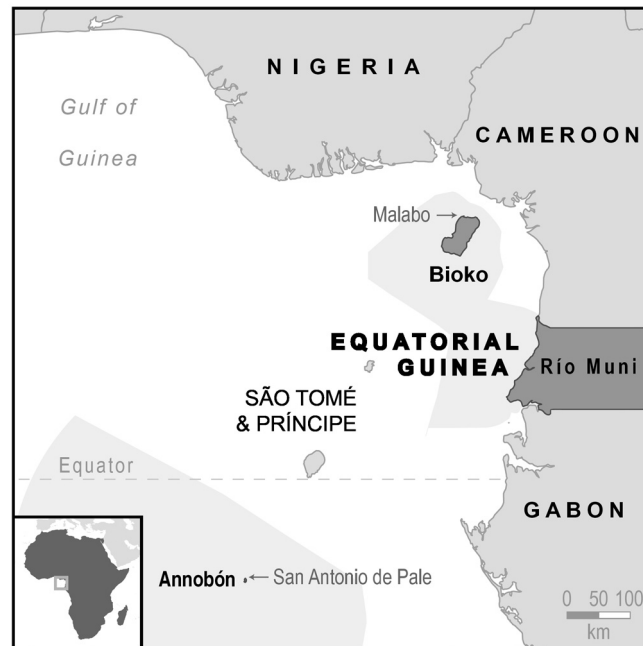 NIGERIA
Gulf of
Guinea
CAMEROON
Malabo
Bioko
EQUATORIAL
GUINEA
Río Muni
SÃO TOMÉ
& PRÍNCIPE
Equator
GABON
Annobón
San Antonio de Pale
0 50 100
km